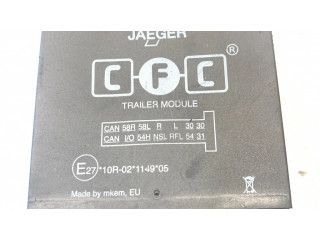 JAEGER
C F C ®
TRAILER MODULE
CAN 58R 58L R L 30 30
CAN I/O 54H NSL RFL 54 31
E27 *10R-02*1149*05
Made by mkem, EU